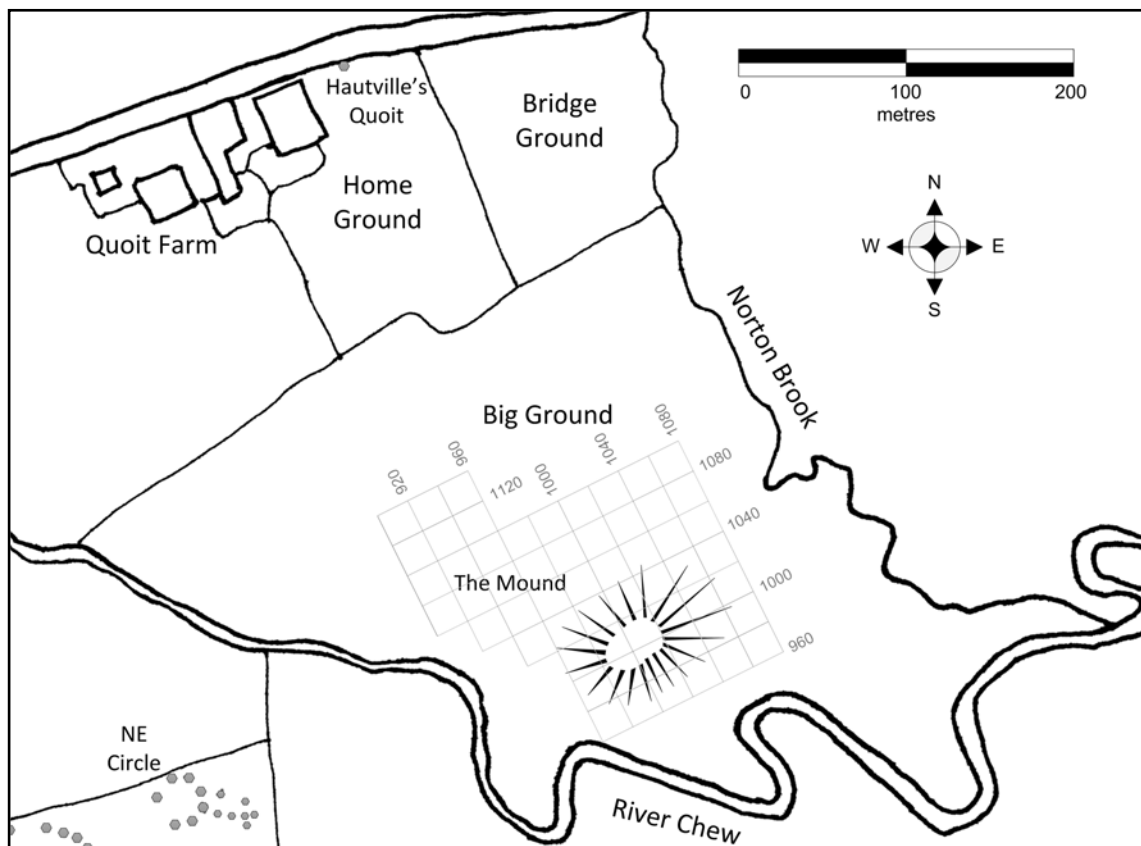 Hautville's
Quoit
Bridge
Ground
0 100 200
metres
Home
Ground
Quoit Farm
N
W E
S
Norton Brook
Big Ground
920
960
1000
1040
1080
1120
1080
1040
1000
960
The Mound
NE
Circle
River Chew